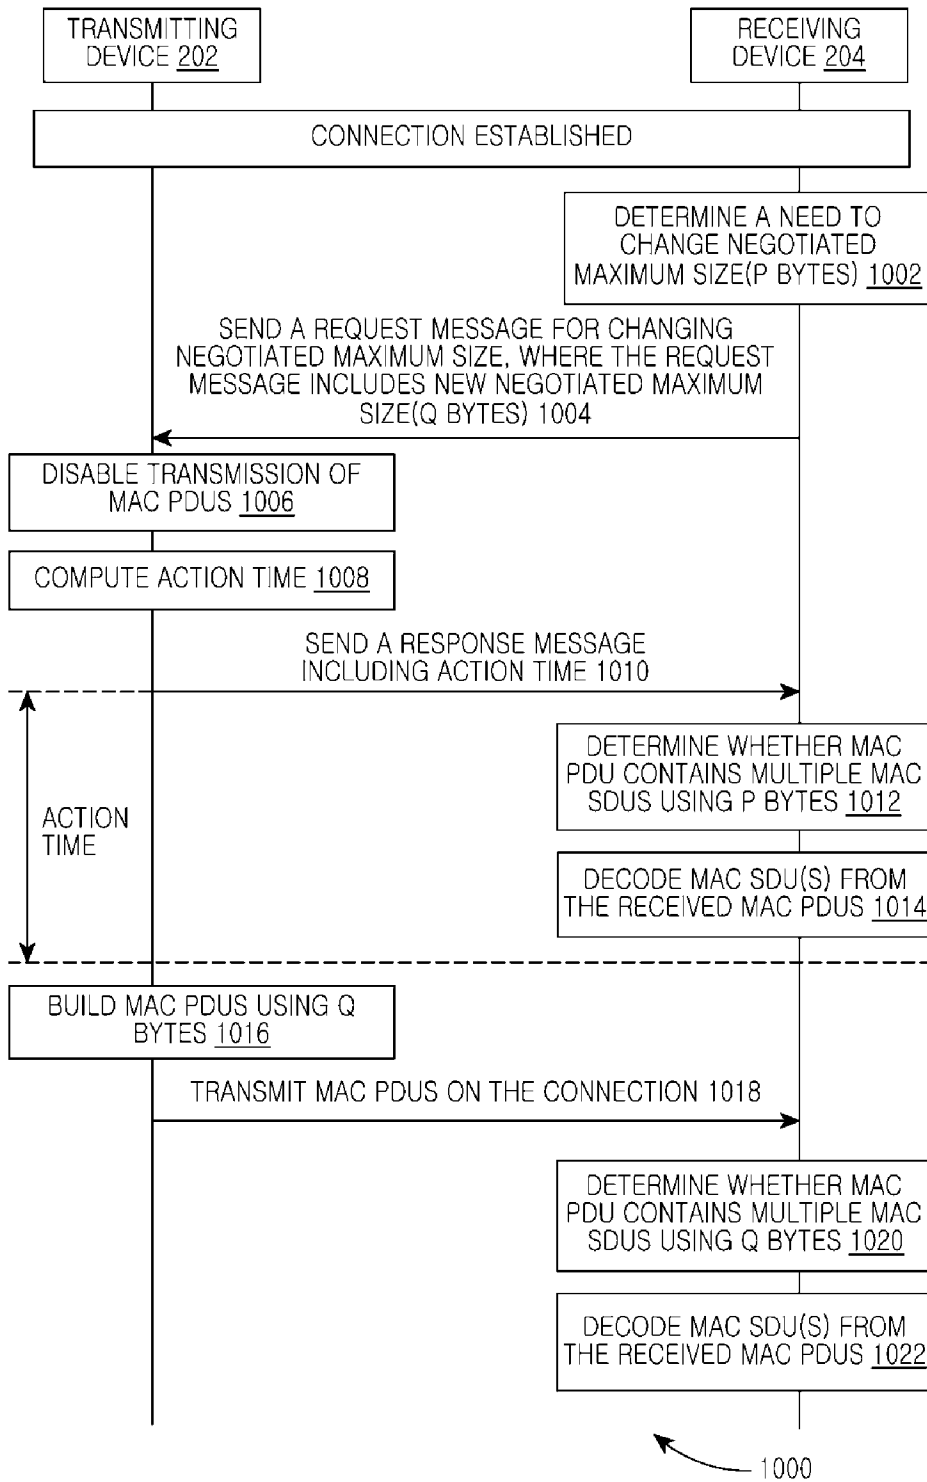 TRANSMITTING
DEVICE 202
RECEIVING
DEVICE 204
CONNECTION ESTABLISHED
DETERMINE A NEED TO
CHANGE NEGOTIATED
MAXIMUM SIZE(P BYTES) 1002
SEND A REQUEST MESSAGE FOR CHANGING
NEGOTIATED MAXIMUM SIZE, WHERE THE REQUEST
MESSAGE INCLUDES NEW NEGOTIATED MAXIMUM
SIZE(Q BYTES) 1004
DISABLE TRANSMISSION OF
MAC PDUS 1006
COMPUTE ACTION TIME 1008
SEND A RESPONSE MESSAGE
INCLUDING ACTION TIME 1010
DETERMINE WHETHER MAC
PDU CONTAINS MULTIPLE MAC
SDUS USING P BYTES 1012
ACTION
TIME
DECODE MAC SDU(S) FROM
THE RECEIVED MAC PDUS 1014
BUILD MAC PDUS USING Q
BYTES 1016
TRANSMIT MAC PDUS ON THE CONNECTION 1018
DETERMINE WHETHER MAC
PDU CONTAINS MULTIPLE MAC
SDUS USING Q BYTES 1020
DECODE MAC SDU(S) FROM
THE RECEIVED MAC PDUS 1022
1000